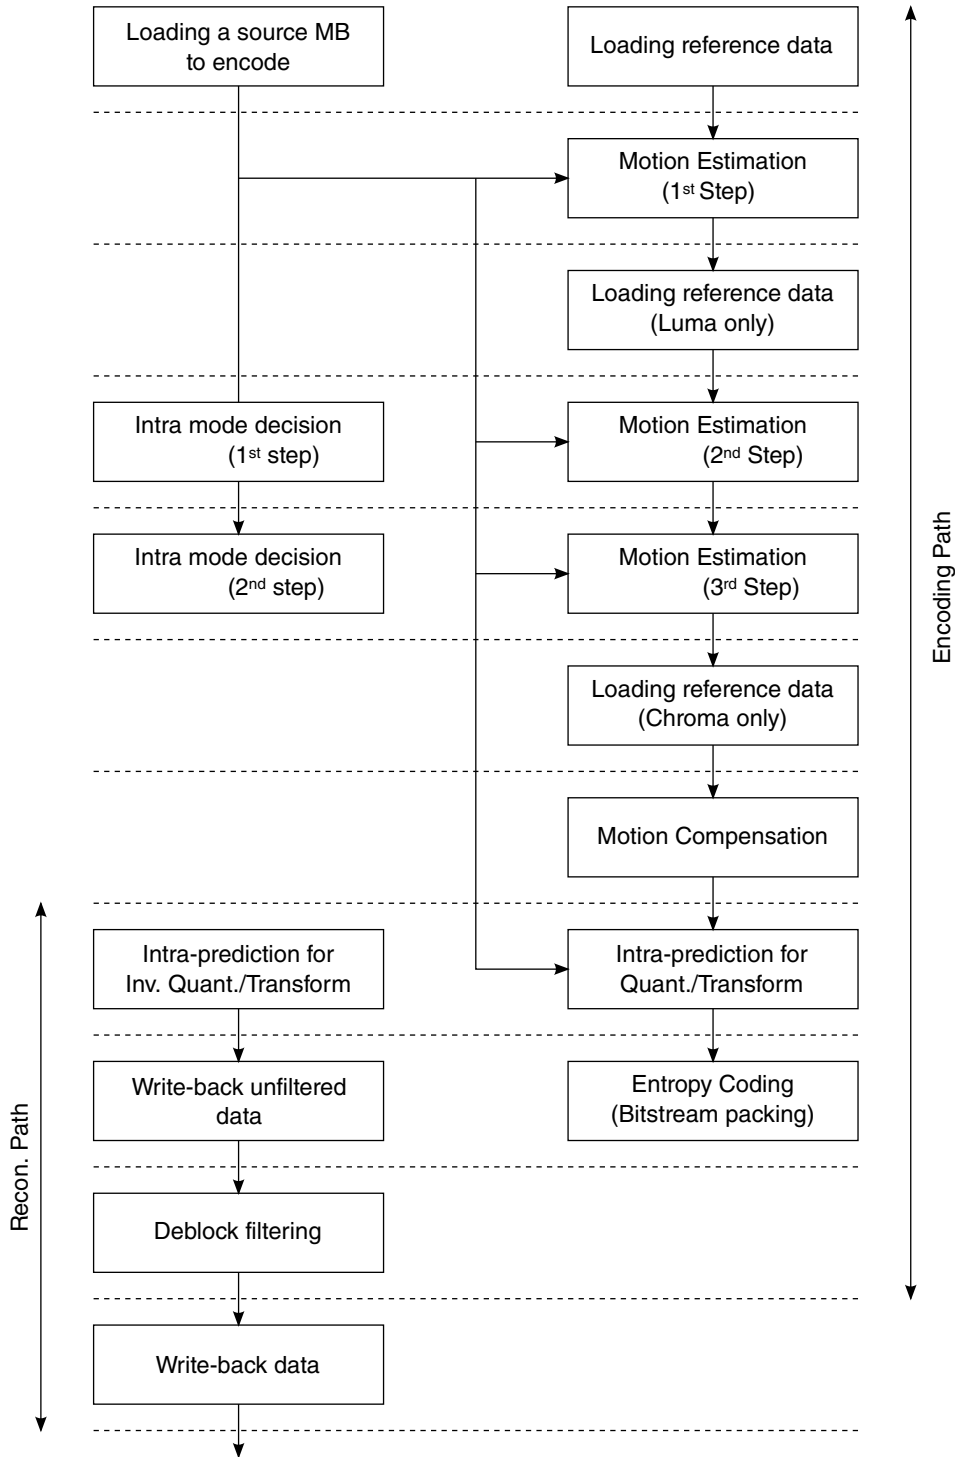 Loading a source MB
to encode
Loading reference data
Motion Estimation
(1st Step)
Loading reference data
(Luma only)
Intra mode decision
(1st step)
Motion Estimation
(2nd Step)
Intra mode decision
(2nd step)
Motion Estimation
(3rd Step)
Encoding Path
Loading reference data
(Chroma only)
Motion Compensation
Intra-prediction for
Inv. Quant./Transform
Intra-prediction for
Quant./Transform
Write-back unfiltered
data
Entropy Coding
(Bitstream packing)
Recon. Path
Deblock filtering
Write-back data